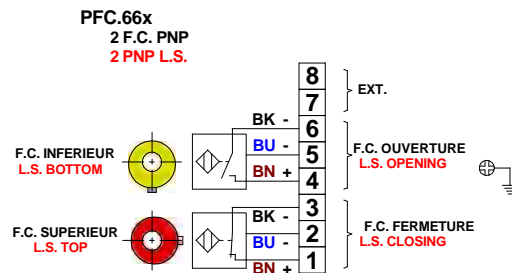 PFC.66x
2 F.C. PNP
2 PNP L.S.
8
7
EXT.
BK -
6
BU -
5
BN +
4
F.C. INFERIEUR
L.S. BOTTOM
F.C. OUVERTURE
L.S. OPENING
BK -
3
BU -
2
BN +
1
F.C. SUPERIEUR
L.S. TOP
F.C. FERMETURE
L.S. CLOSING